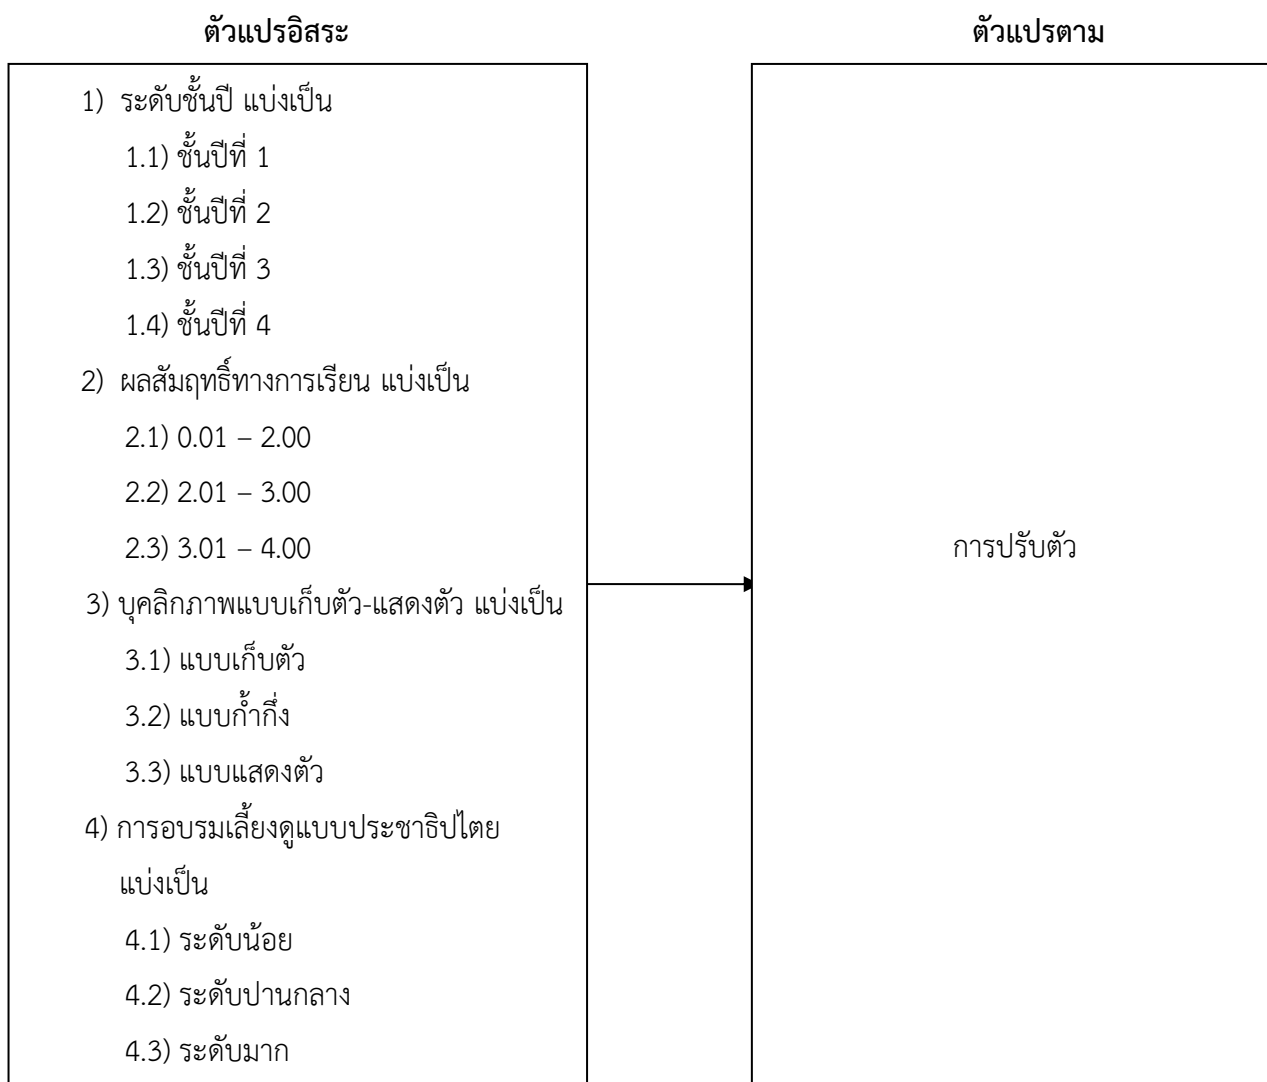 ตัวแปรอิสระ
ตัวแปรตาม
1) ระดับชั้นปี แบ่งเป็น
1.1) ชั้นปีที่ 1
1.2) ชั้นปีที่ 2
1.3) ชั้นปีที่ 3
1.4) ชั้นปีที่ 4
2) ผลสัมฤทธิ์ทางการเรียน แบ่งเป็น
2.1) 0.01 – 2.00
2.2) 2.01 – 3.00
2.3) 3.01 – 4.00
3) บุคลิกภาพแบบเก็บตัว-แสดงตัว แบ่งเป็น
3.1) แบบเก็บตัว
3.2) แบบก้ำกึ่ง
3.3) แบบแสดงตัว
4) การอบรมเลี้ยงดูแบบประชาธิปไตย
แบ่งเป็น
4.1) ระดับน้อย
4.2) ระดับปานกลาง
4.3) ระดับมาก
การปรับตัว